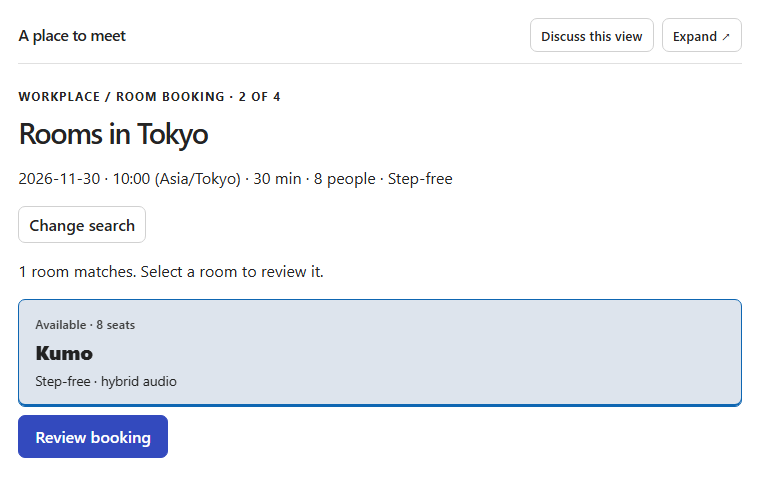 A place to meet
Discuss this view
Expand ↗
WORKPLACE / ROOM BOOKING · 2 OF 4
Rooms in Tokyo
2026-11-30 · 10:00 (Asia/Tokyo) · 30 min · 8 people · Step-free
Change search
1 room matches. Select a room to review it.
Available · 8 seats
Kumo
Step-free · hybrid audio
Review booking